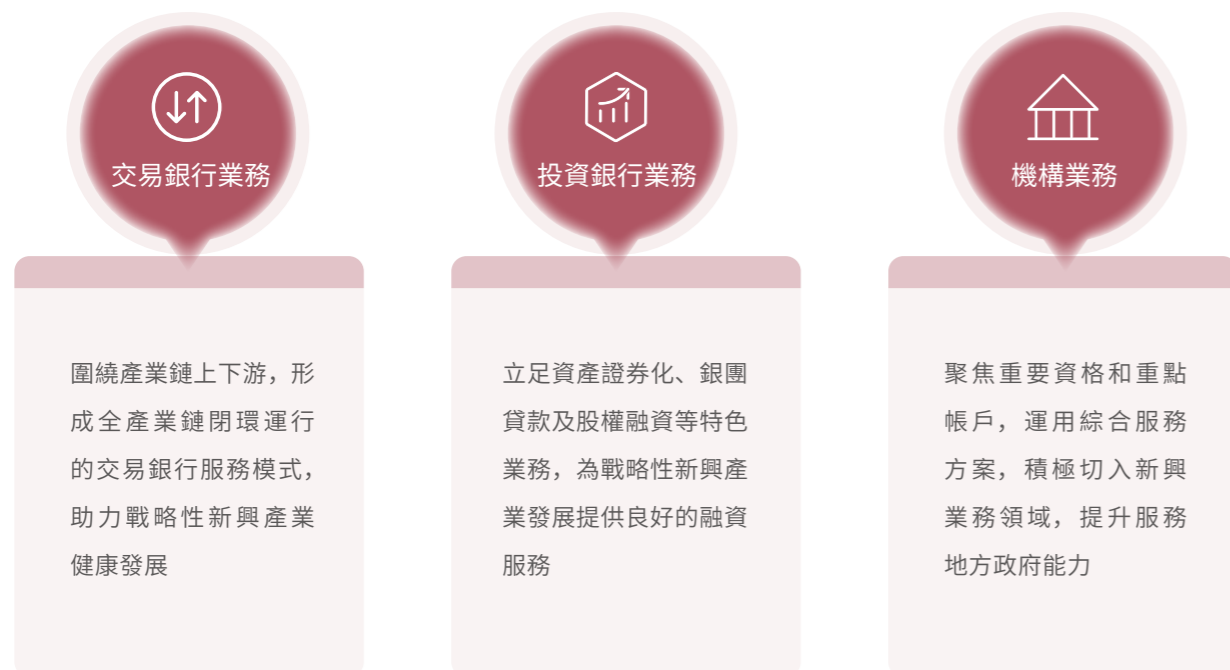 交易銀行業務
圍繞產業鏈上下游，形
成全產業鏈閉環運行
的交易銀行服務模式，
助力戰略性新興產業
健康發展
投資銀行業務
立足資產證券化、銀團
貸款及股權融資等特色
業務，為戰略性新興產
業發展提供良好的融資
服務
機構業務
聚焦重要資格和重點
帳戶，運用綜合服務
方案，積極切入新興
業務領域，提升服務
地方政府能力